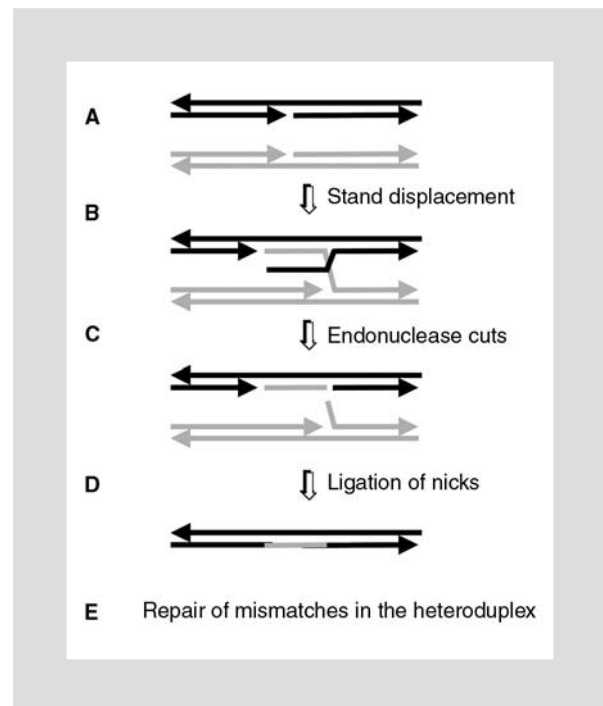 A
Stand displacement
B
C
Endonuclease cuts
D
Ligation of nicks
E Repair of mismatches in the heteroduplex